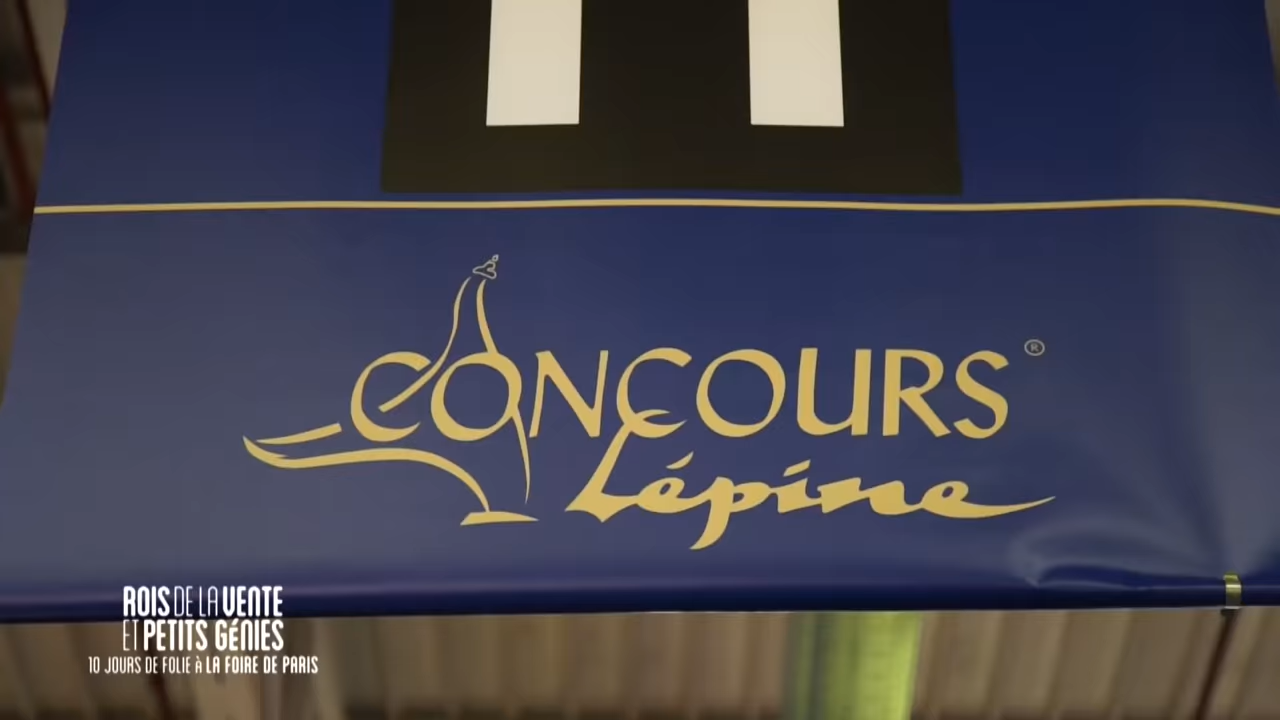 CONCOURS ®
Lépine
ROIS DE LA VENTE
ET PETITS GÉNIES
10 JOURS DE FOLIE À LA FOIRE DE PARIS